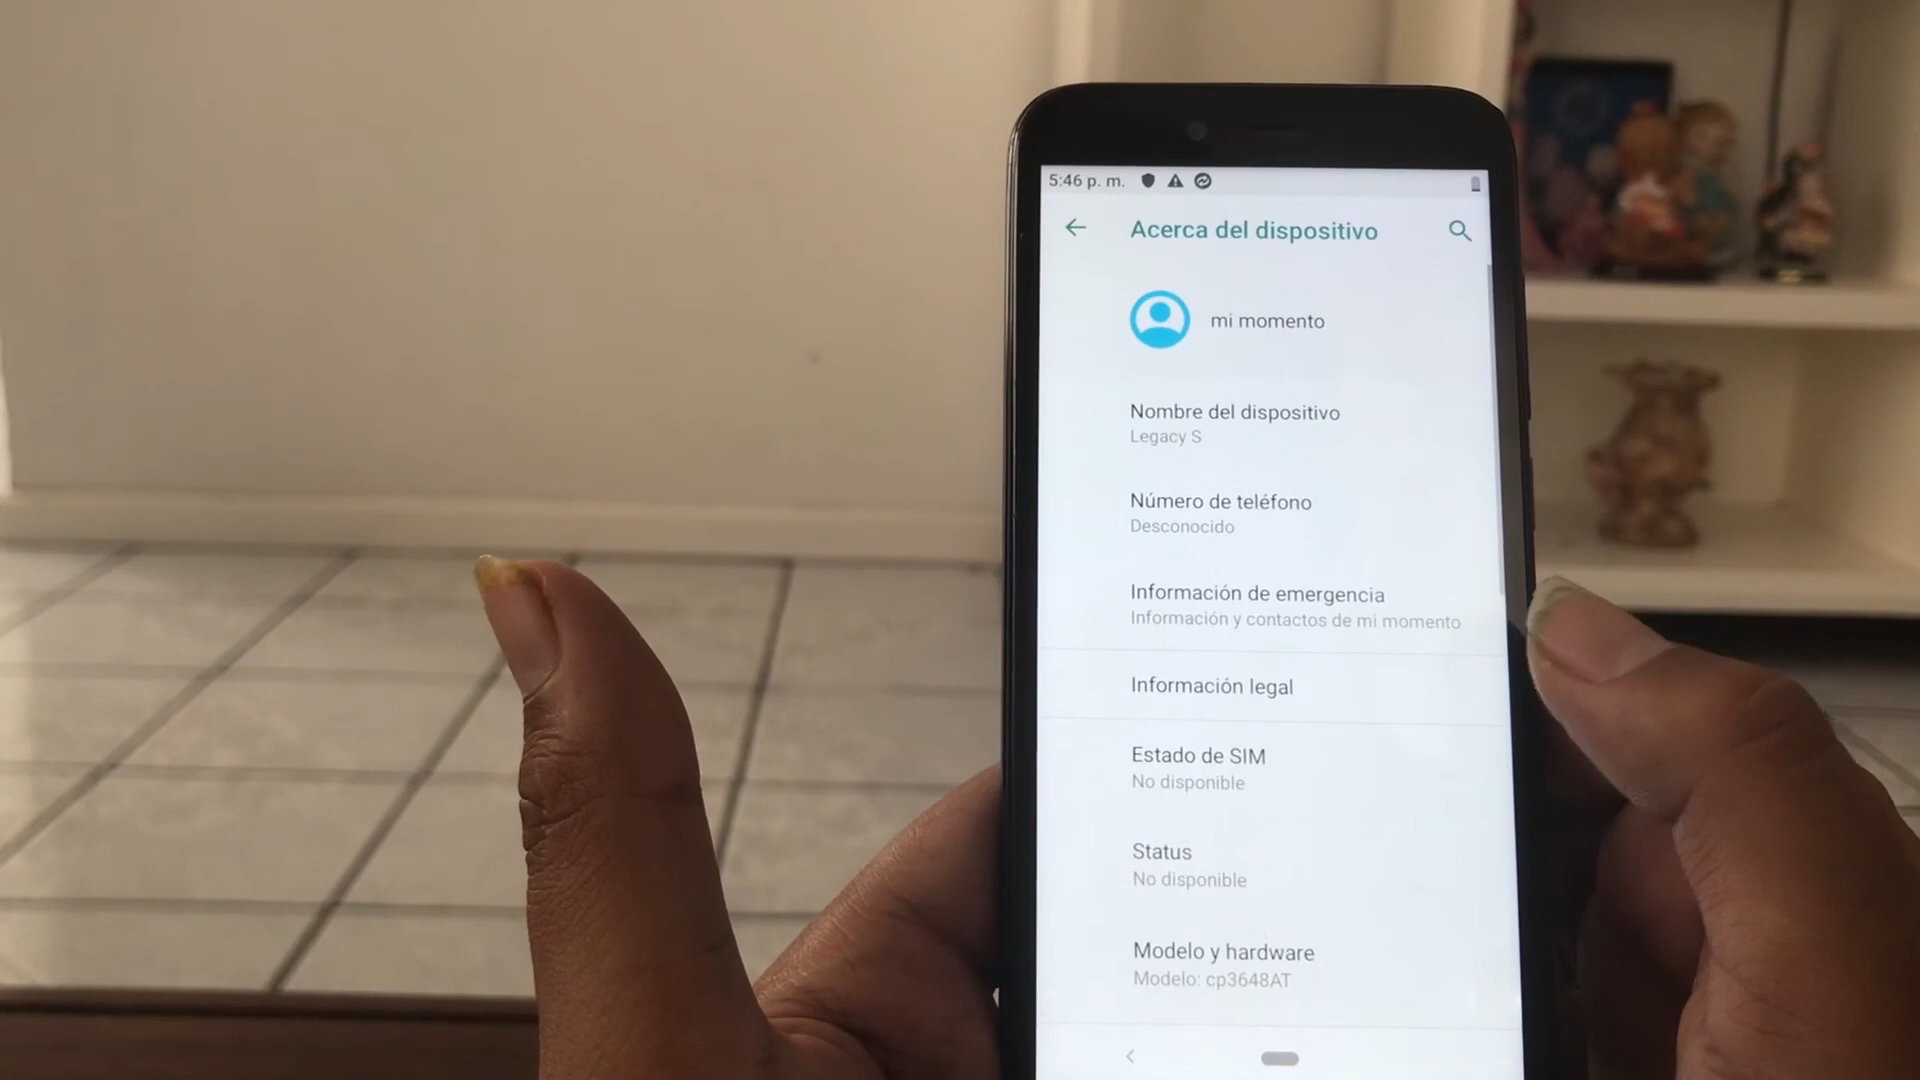 5:46 p. m.
Acerca del dispositivo
mi momento
Nombre del dispositivo
Legacy S
Número de teléfono
Desconocido
Información de emergencia
Información y contactos de mi momento
Información legal
Estado de SIM
No disponible
Status
No disponible
Modelo y hardware
Modelo: cp3648AT